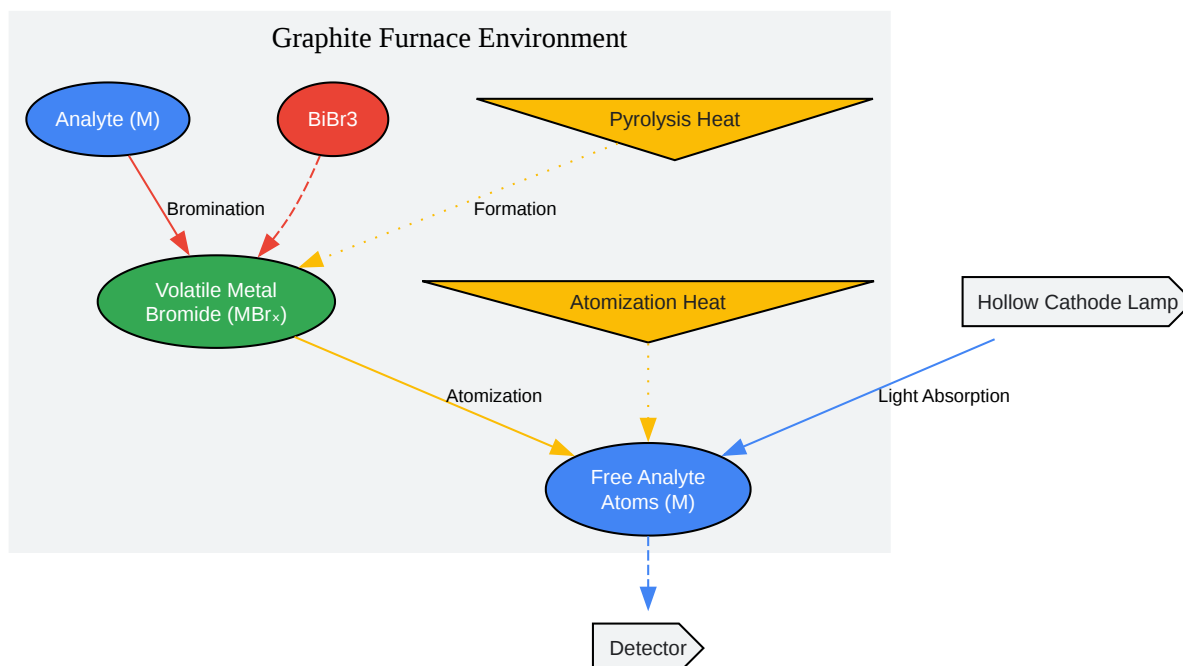 Graphite Furnace Environment
Analyte (M)
BiBr3
Pyrolysis Heat
Bromination
Formation
Volatile Metal
Bromide (MBrₓ)
Atomization Heat
Hollow Cathode Lamp
Atomization
Light Absorption
Free Analyte
Atoms (M)
Detector